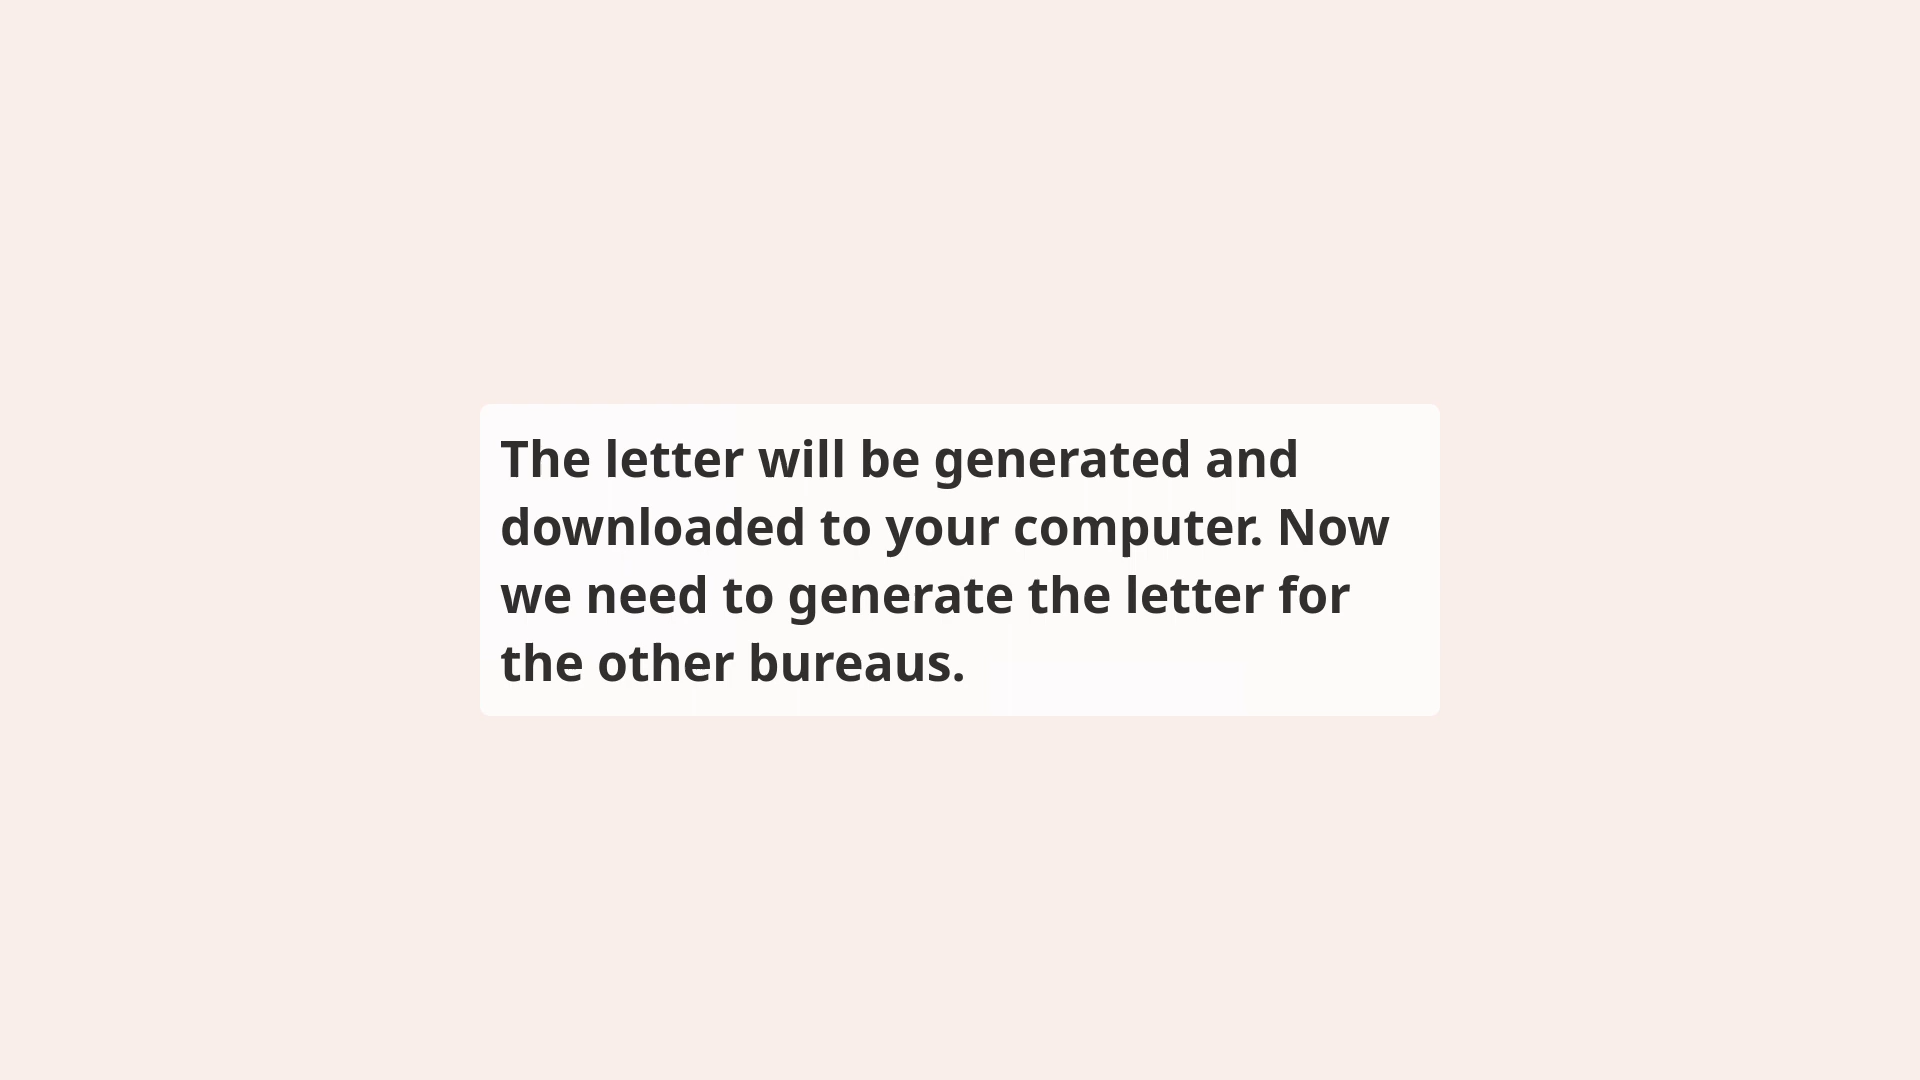 The letter will be generated and
downloaded to your computer. Now
we need to generate the letter for
the other bureaus.